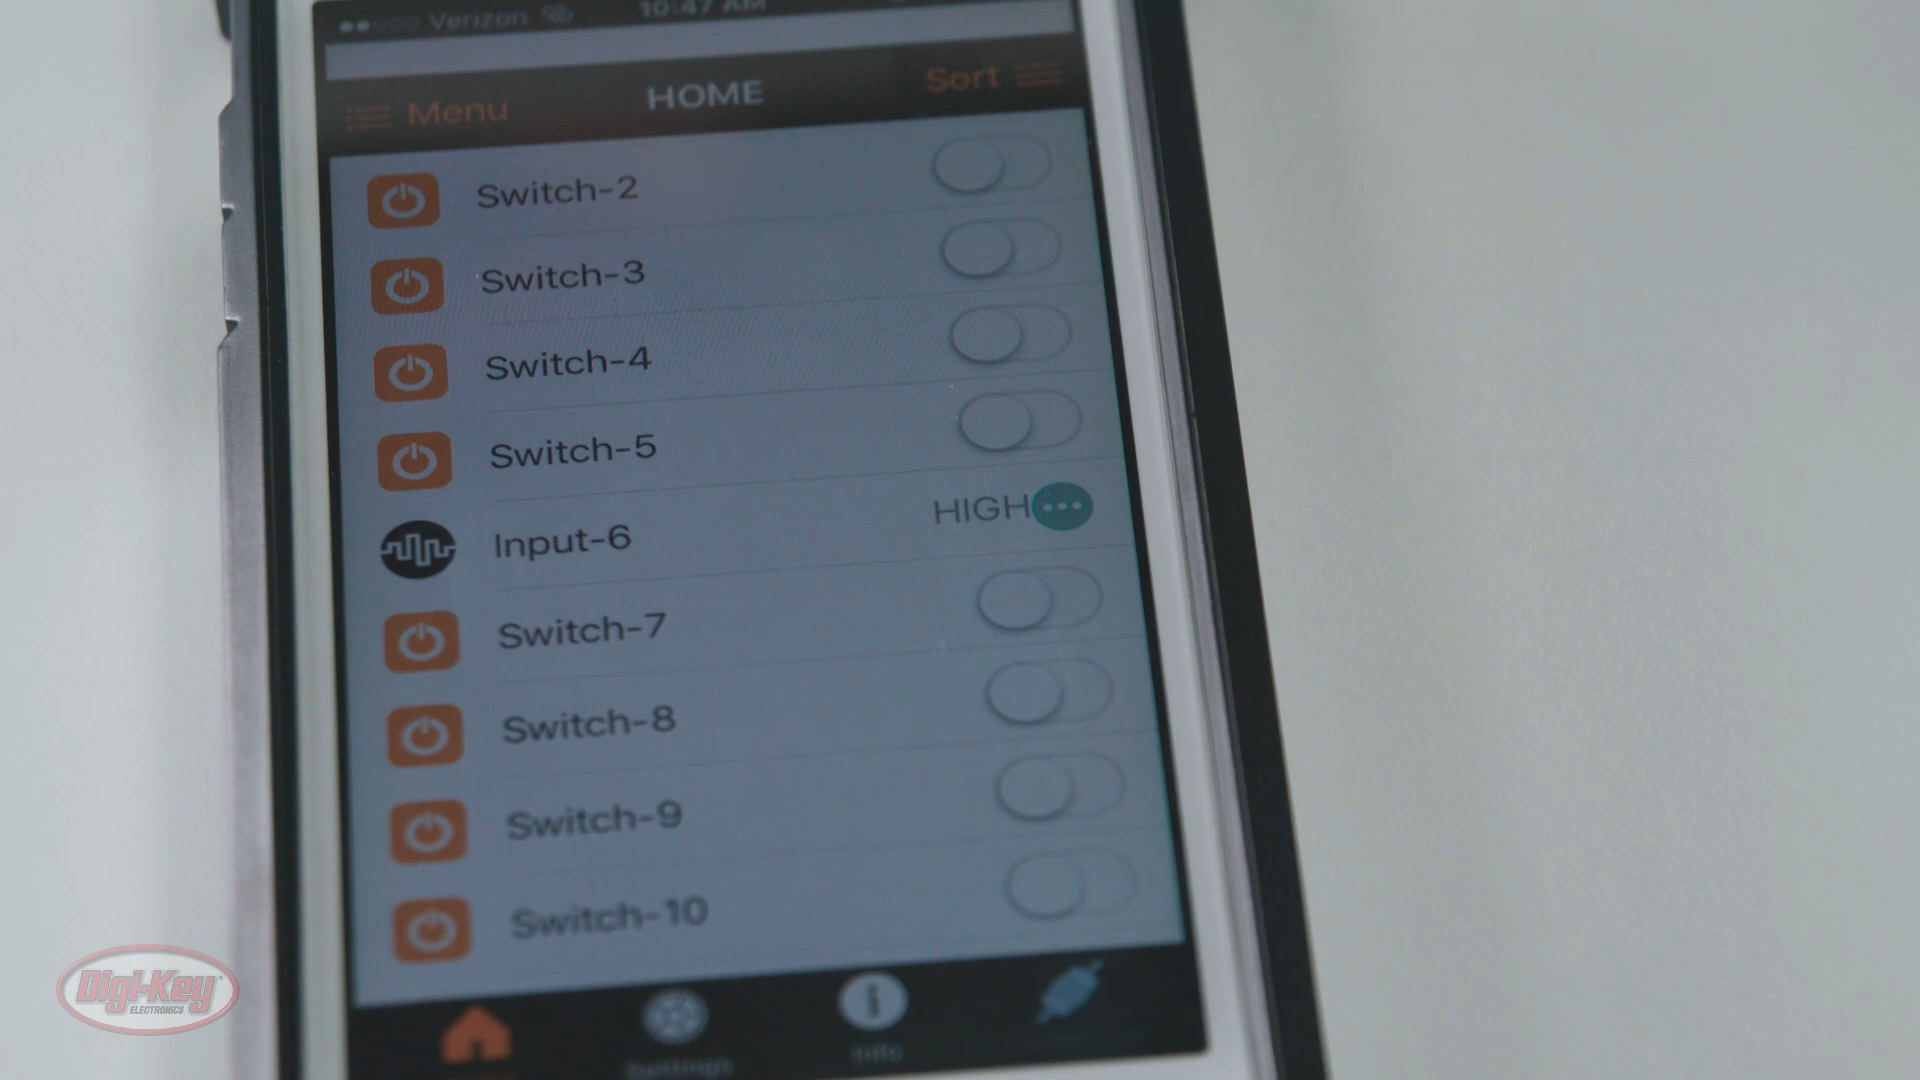 Verizon 10:47 AM
Menu HOME Sort
Switch-2
Switch-3
Switch-4
Switch-5
Input-6 HIGH
Switch-7
Switch-8
Switch-9
Switch-10
Settings Info
Digi-Key
ELECTRONICS